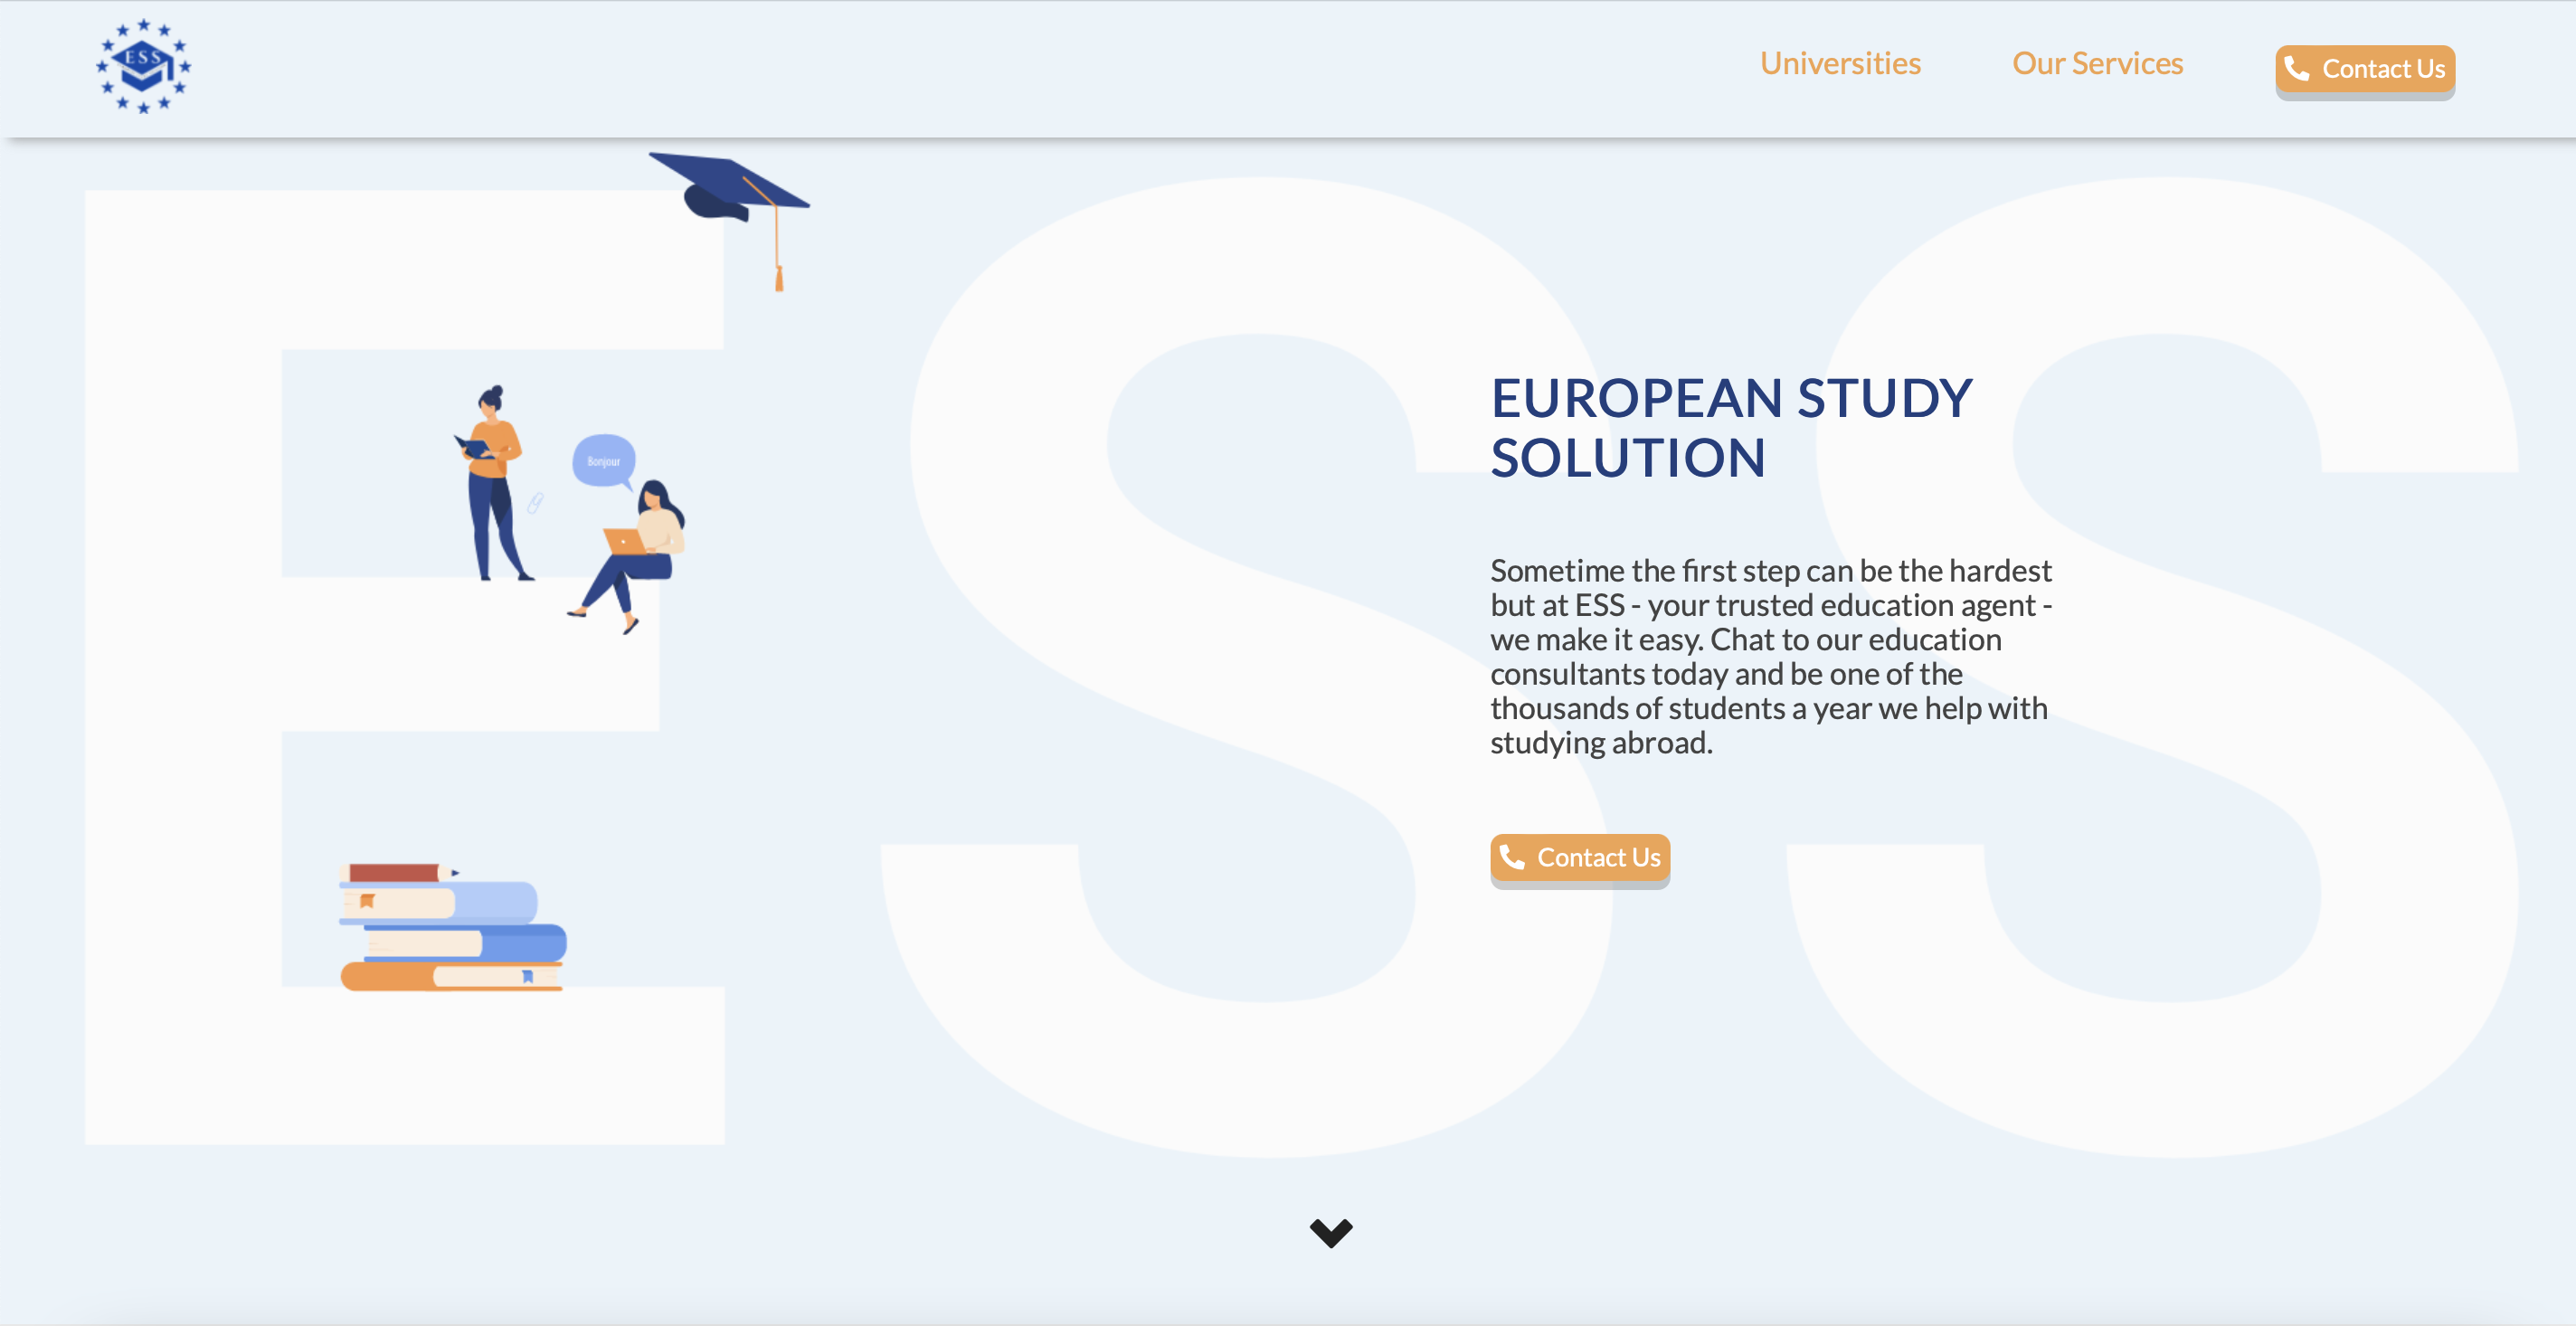 ESS
Universities
Our Services
Contact Us
ESS
EUROPEAN STUDY
SOLUTION
Bonjour
Sometime the first step can be the hardest
but at ESS - your trusted education agent -
we make it easy. Chat to our education
consultants today and be one of the
thousands of students a year we help with
studying abroad.
Contact Us